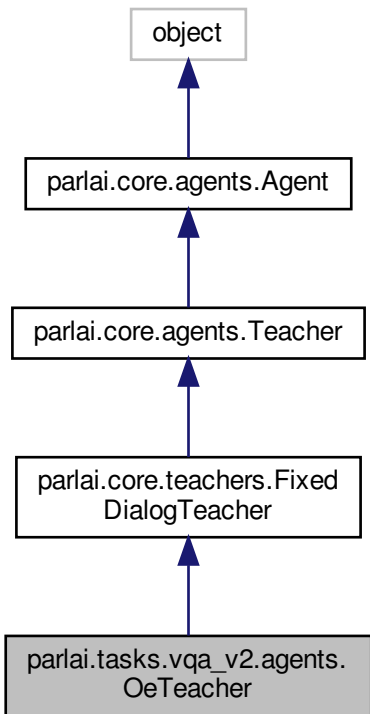 object
parlai.core.agents.Agent
parlai.core.agents.Teacher
parlai.core.teachers.Fixed
DialogTeacher
parlai.tasks.vqa_v2.agents.
OeTeacher